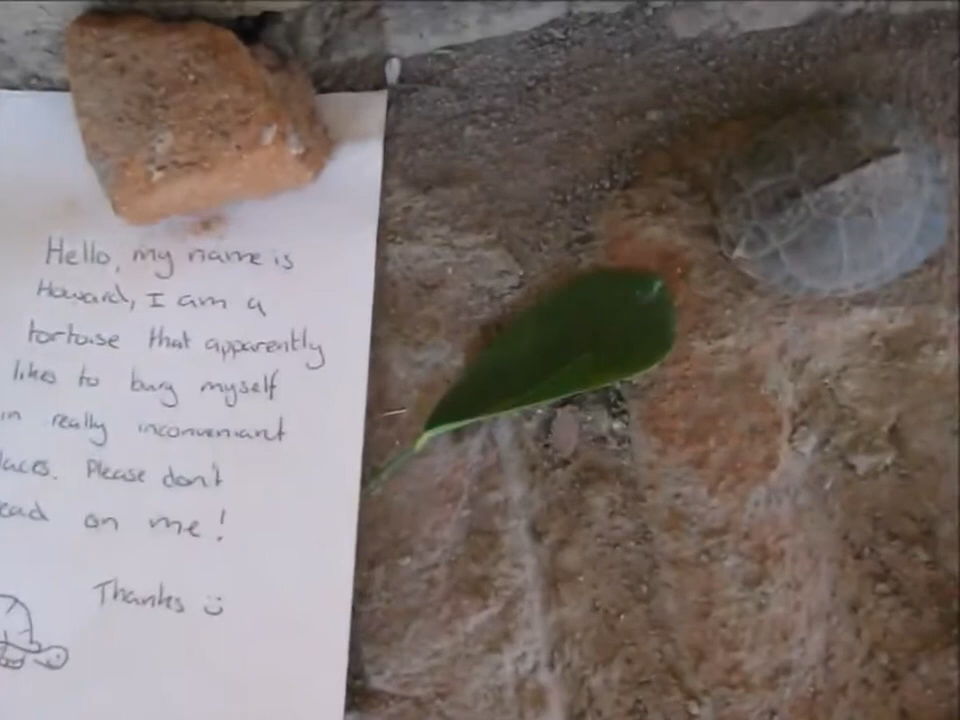 Hello, my name is
Howard, I am a
tortoise that apparently
likes to bury myself
in really inconveniant
laces. Please don't
ead on me!
Thanks :)